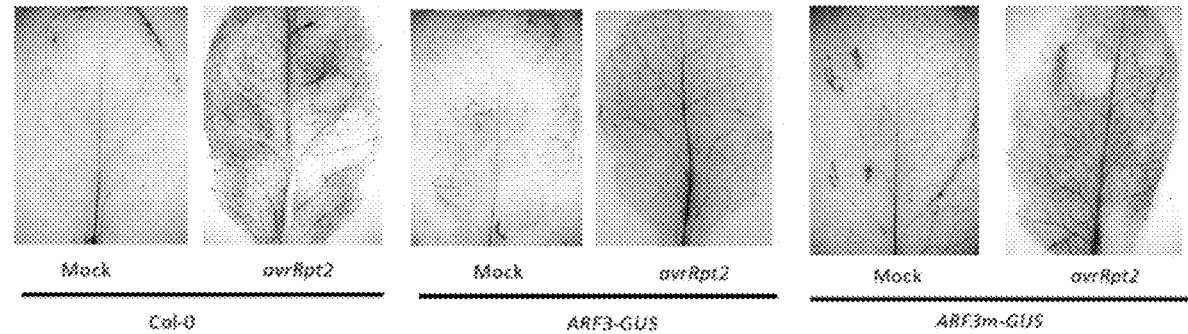 Mock avrRpt2 Mock avrRpt2 Mock avrRpt2
Col-0 ARF3-GUS ARF3m-GUS